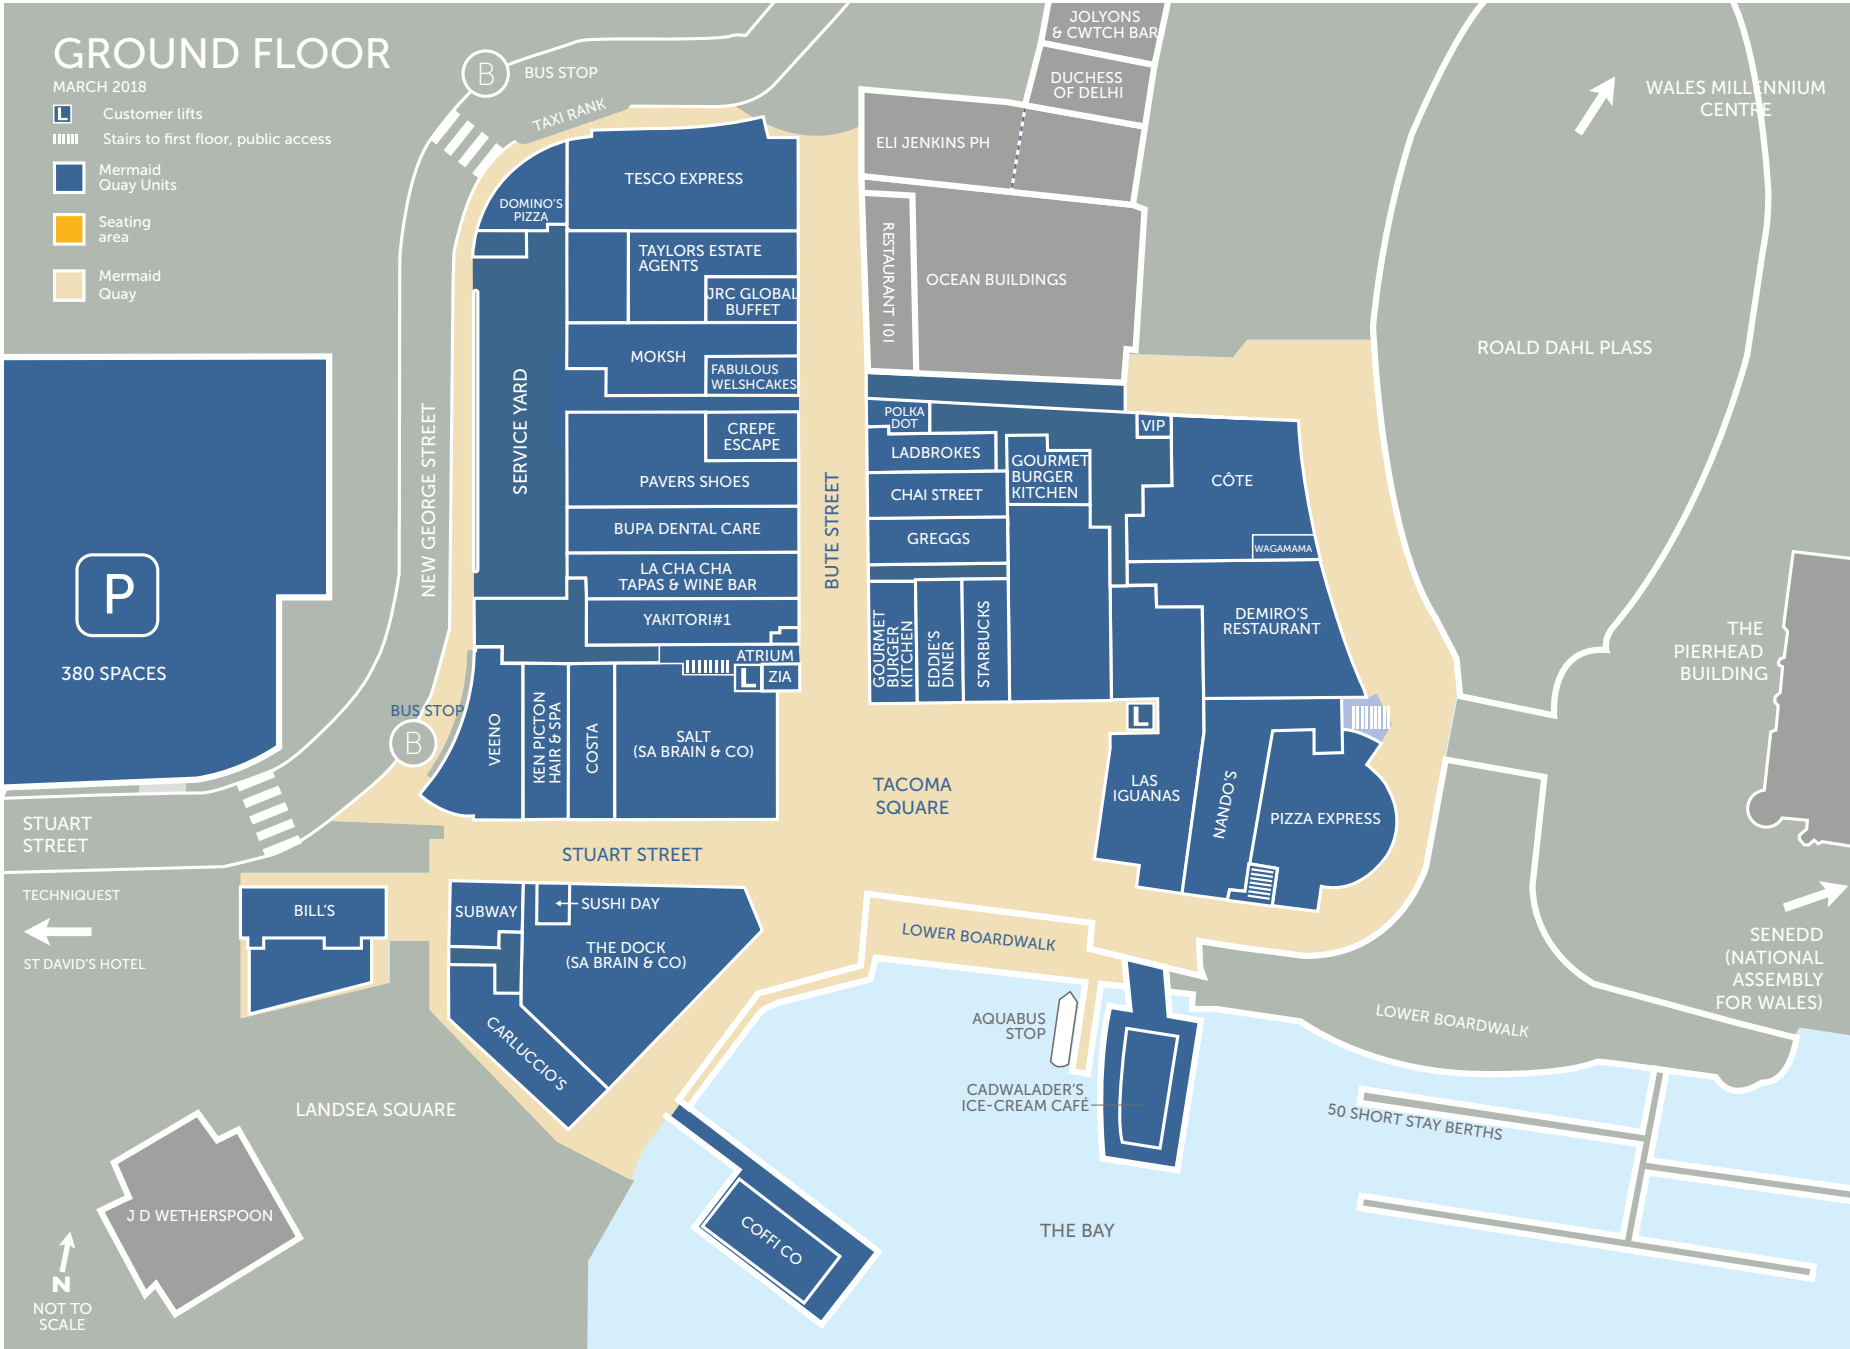 GROUND FLOOR
MARCH 2018
L
Customer lifts
Stairs to first floor, public access
Mermaid
Quay Units
Seating
area
Mermaid
Quay
B
BUS STOP
TAXI RANK
JOLYONS
& CWTCH BAR
DUCHESS
OF DELHI
ELI JENKINS PH
RESTAURANT 101
OCEAN BUILDINGS
WALES MILLENNIUM
CENTRE
ROALD DAHL PLASS
DOMINO'S
PIZZA
TESCO EXPRESS
TAYLORS ESTATE
AGENTS
JRC GLOBAL
BUFFET
MOKSH
FABULOUS
WELSHCAKES
SERVICE YARD
NEW GEORGE STREET
CREPE
ESCAPE
PAVERS SHOES
BUPA DENTAL CARE
LA CHA CHA
TAPAS & WINE BAR
YAKITORI#1
ATRIUM
L
ZIA
BUTE STREET
POLKA
DOT
LADBROKES
CHAI STREET
GREGGS
GOURMET
BURGER
KITCHEN
GOURMET
BURGER
KITCHEN
EDDIE'S
DINER
STARBUCKS
VIP
CÔTE
WAGAMAMA
DEMIRO'S
RESTAURANT
THE
PIERHEAD
BUILDING
P
380 SPACES
BUS STOP
B
VEENO
KEN PICTON
HAIR & SPA
COSTA
SALT
(SA BRAIN & CO)
TACOMA
SQUARE
L
LAS
IGUANAS
NANDO'S
PIZZA EXPRESS
STUART
STREET
STUART STREET
TECHNIQUEST
ST DAVID'S HOTEL
BILL'S
SUBWAY
SUSHI DAY
THE DOCK
(SA BRAIN & CO)
CARLUCCIO'S
LOWER BOARDWALK
AQUABUS
STOP
CADWALADER'S
ICE-CREAM CAFÉ
SENEDD
(NATIONAL
ASSEMBLY
FOR WALES)
LOWER BOARDWALK
50 SHORT STAY BERTHS
LANDSEA SQUARE
J D WETHERSPOON
COFFI CO
THE BAY
N
NOT TO
SCALE